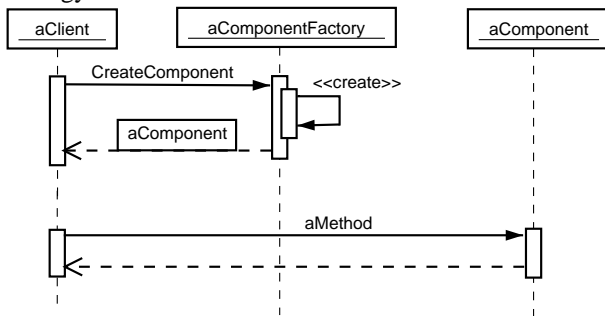 aClient
aComponentFactory
aComponent
CreateComponent
<<create>>
aComponent
aMethod